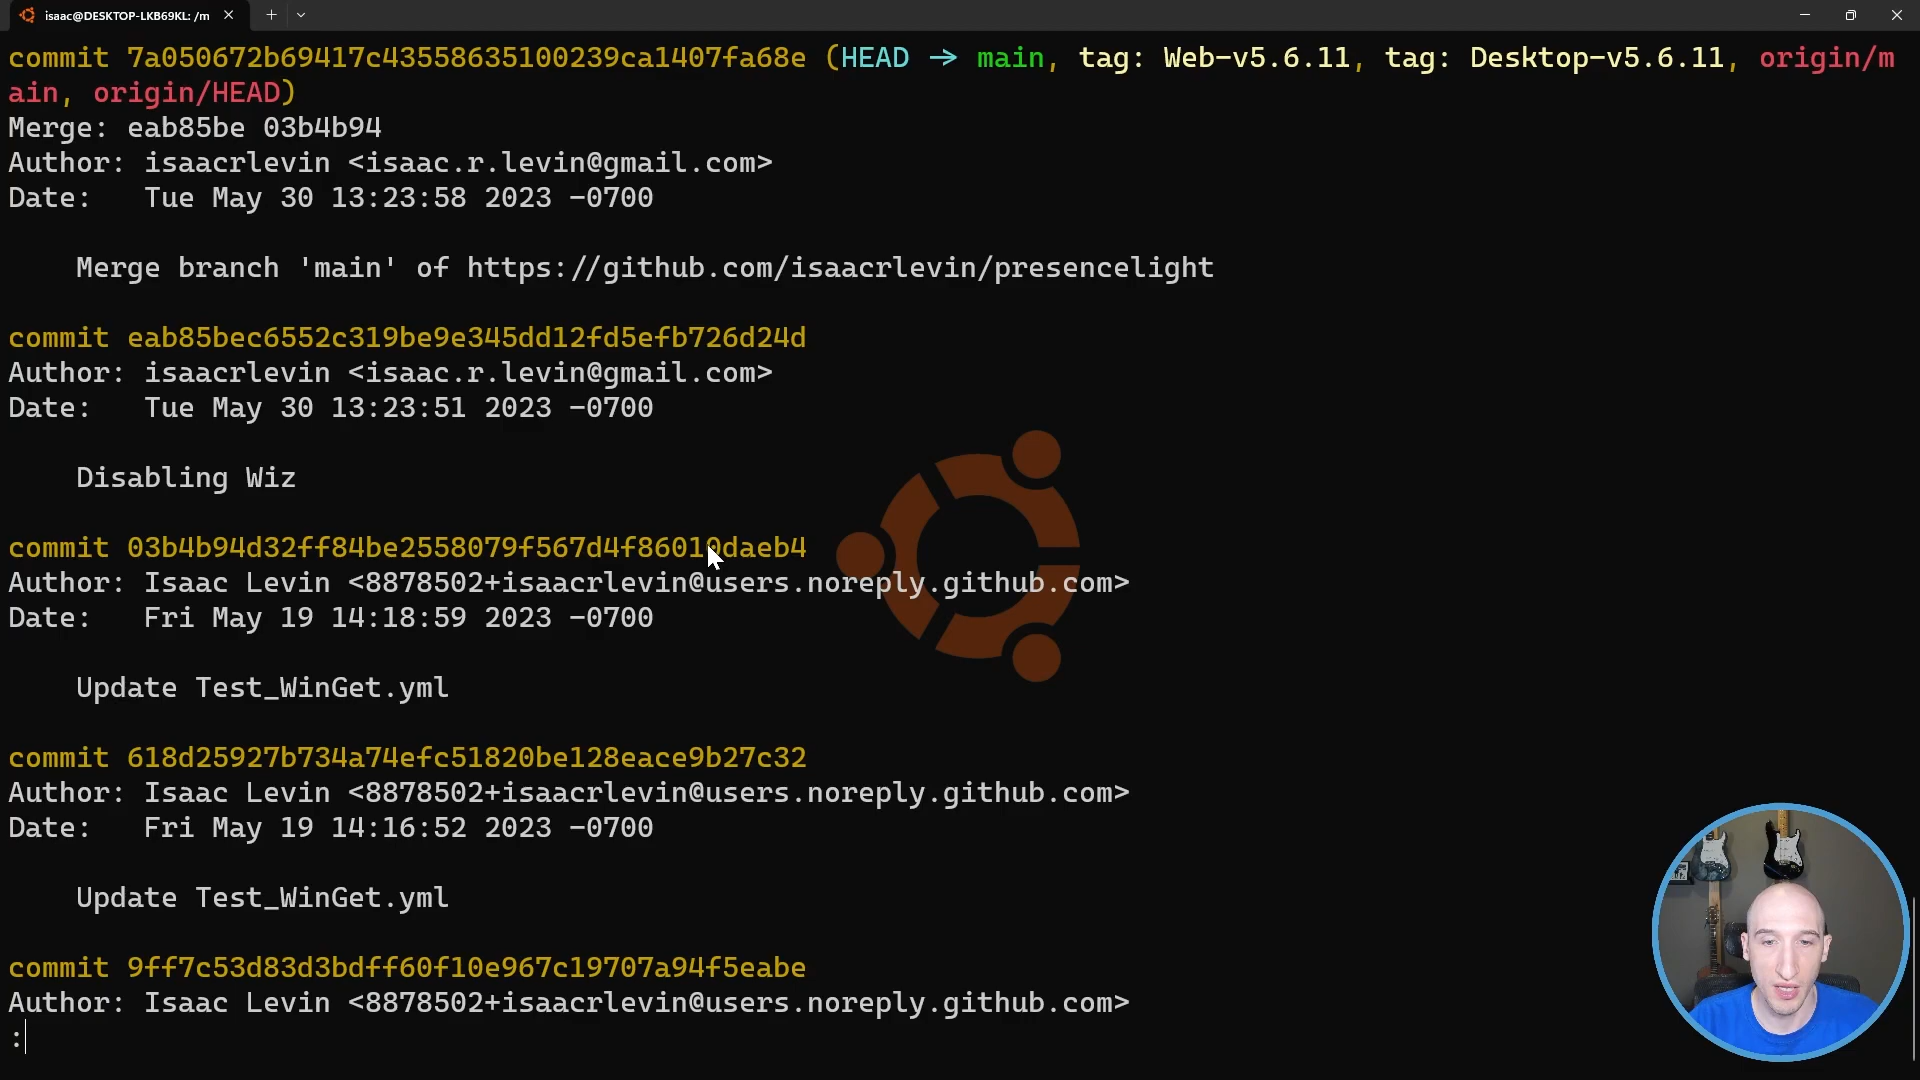 isaac@DESKTOP-LKB69KL: /m
commit 7a050672b69417c43558635100239ca1407fa68e (HEAD -> main, tag: Web-v5.6.11, tag: Desktop-v5.6.11, origin/m
ain, origin/HEAD)
Merge: eab85be 03b4b94
Author: isaacrlevin <isaac.r.levin@gmail.com>
Date:   Tue May 30 13:23:58 2023 -0700
Merge branch 'main' of https://github.com/isaacrlevin/presencelight
commit eab85bec6552c319be9e345dd12fd5efb726d24d
Author: isaacrlevin <isaac.r.levin@gmail.com>
Date:   Tue May 30 13:23:51 2023 -0700
Disabling Wiz
commit 03b4b94d32ff84be2558079f567d4f86010daeb4
Author: Isaac Levin <8878502+isaacrlevin@users.noreply.github.com>
Date:   Fri May 19 14:18:59 2023 -0700
Update Test_WinGet.yml
commit 618d25927b734a74efc51820be128eace9b27c32
Author: Isaac Levin <8878502+isaacrlevin@users.noreply.github.com>
Date:   Fri May 19 14:16:52 2023 -0700
Update Test_WinGet.yml
commit 9ff7c53d83d3bdff60f10e967c19707a94f5eabe
Author: Isaac Levin <8878502+isaacrlevin@users.noreply.github.com>
: